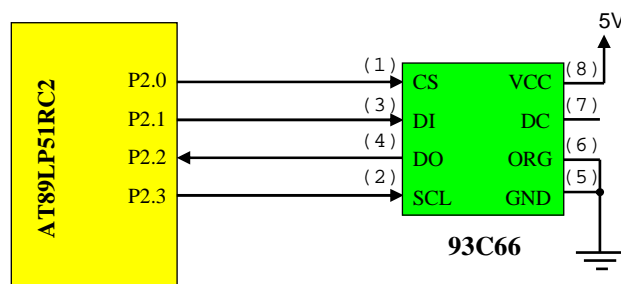 5V
(1) (8)
P2.0 CS VCC
(3) (7)
P2.1 DI DC
(4) (6)
P2.2 DO ORG
(2) (5)
P2.3 SCL GND
AT89LP51RC2
93C66